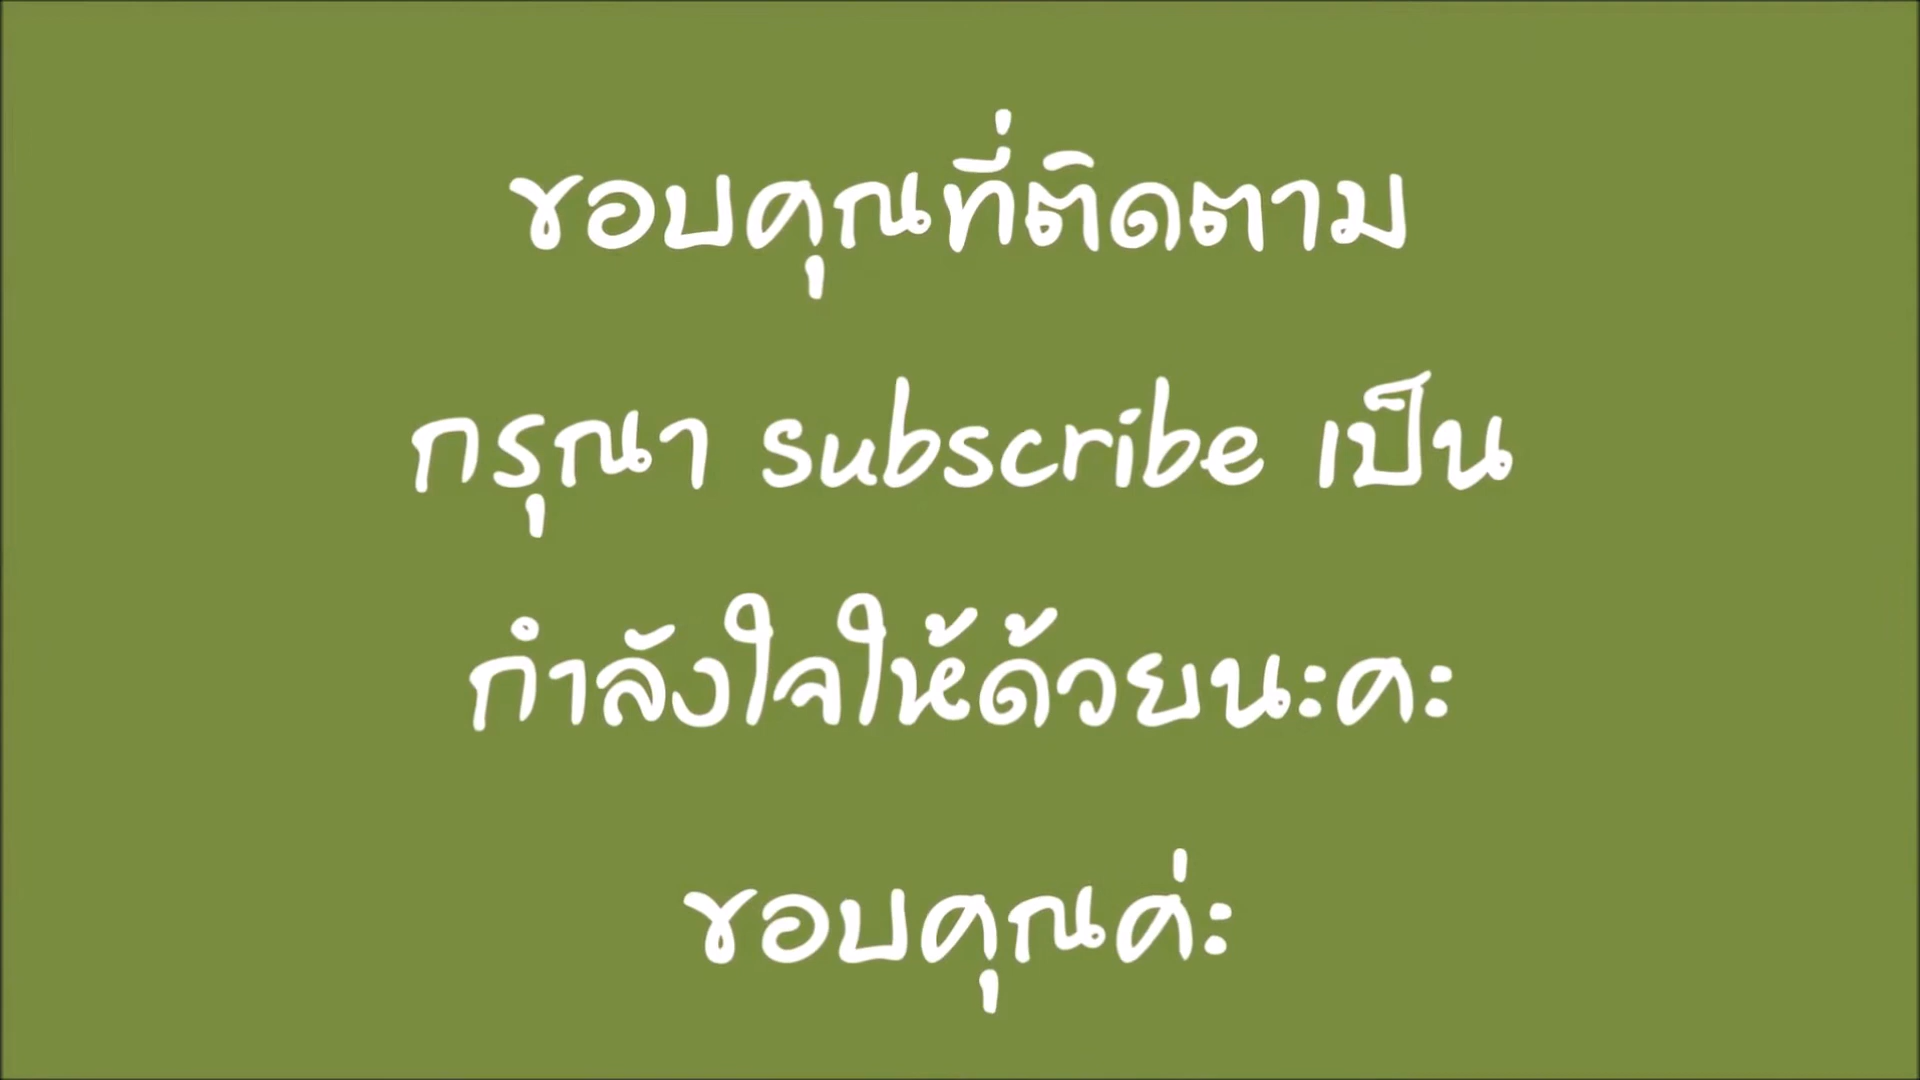 ขอบคุณที่ติดตาม
กรุณา subscribe เป็น
กำลังใจให้ด้วยนะคะ
ขอบคุณค่ะ